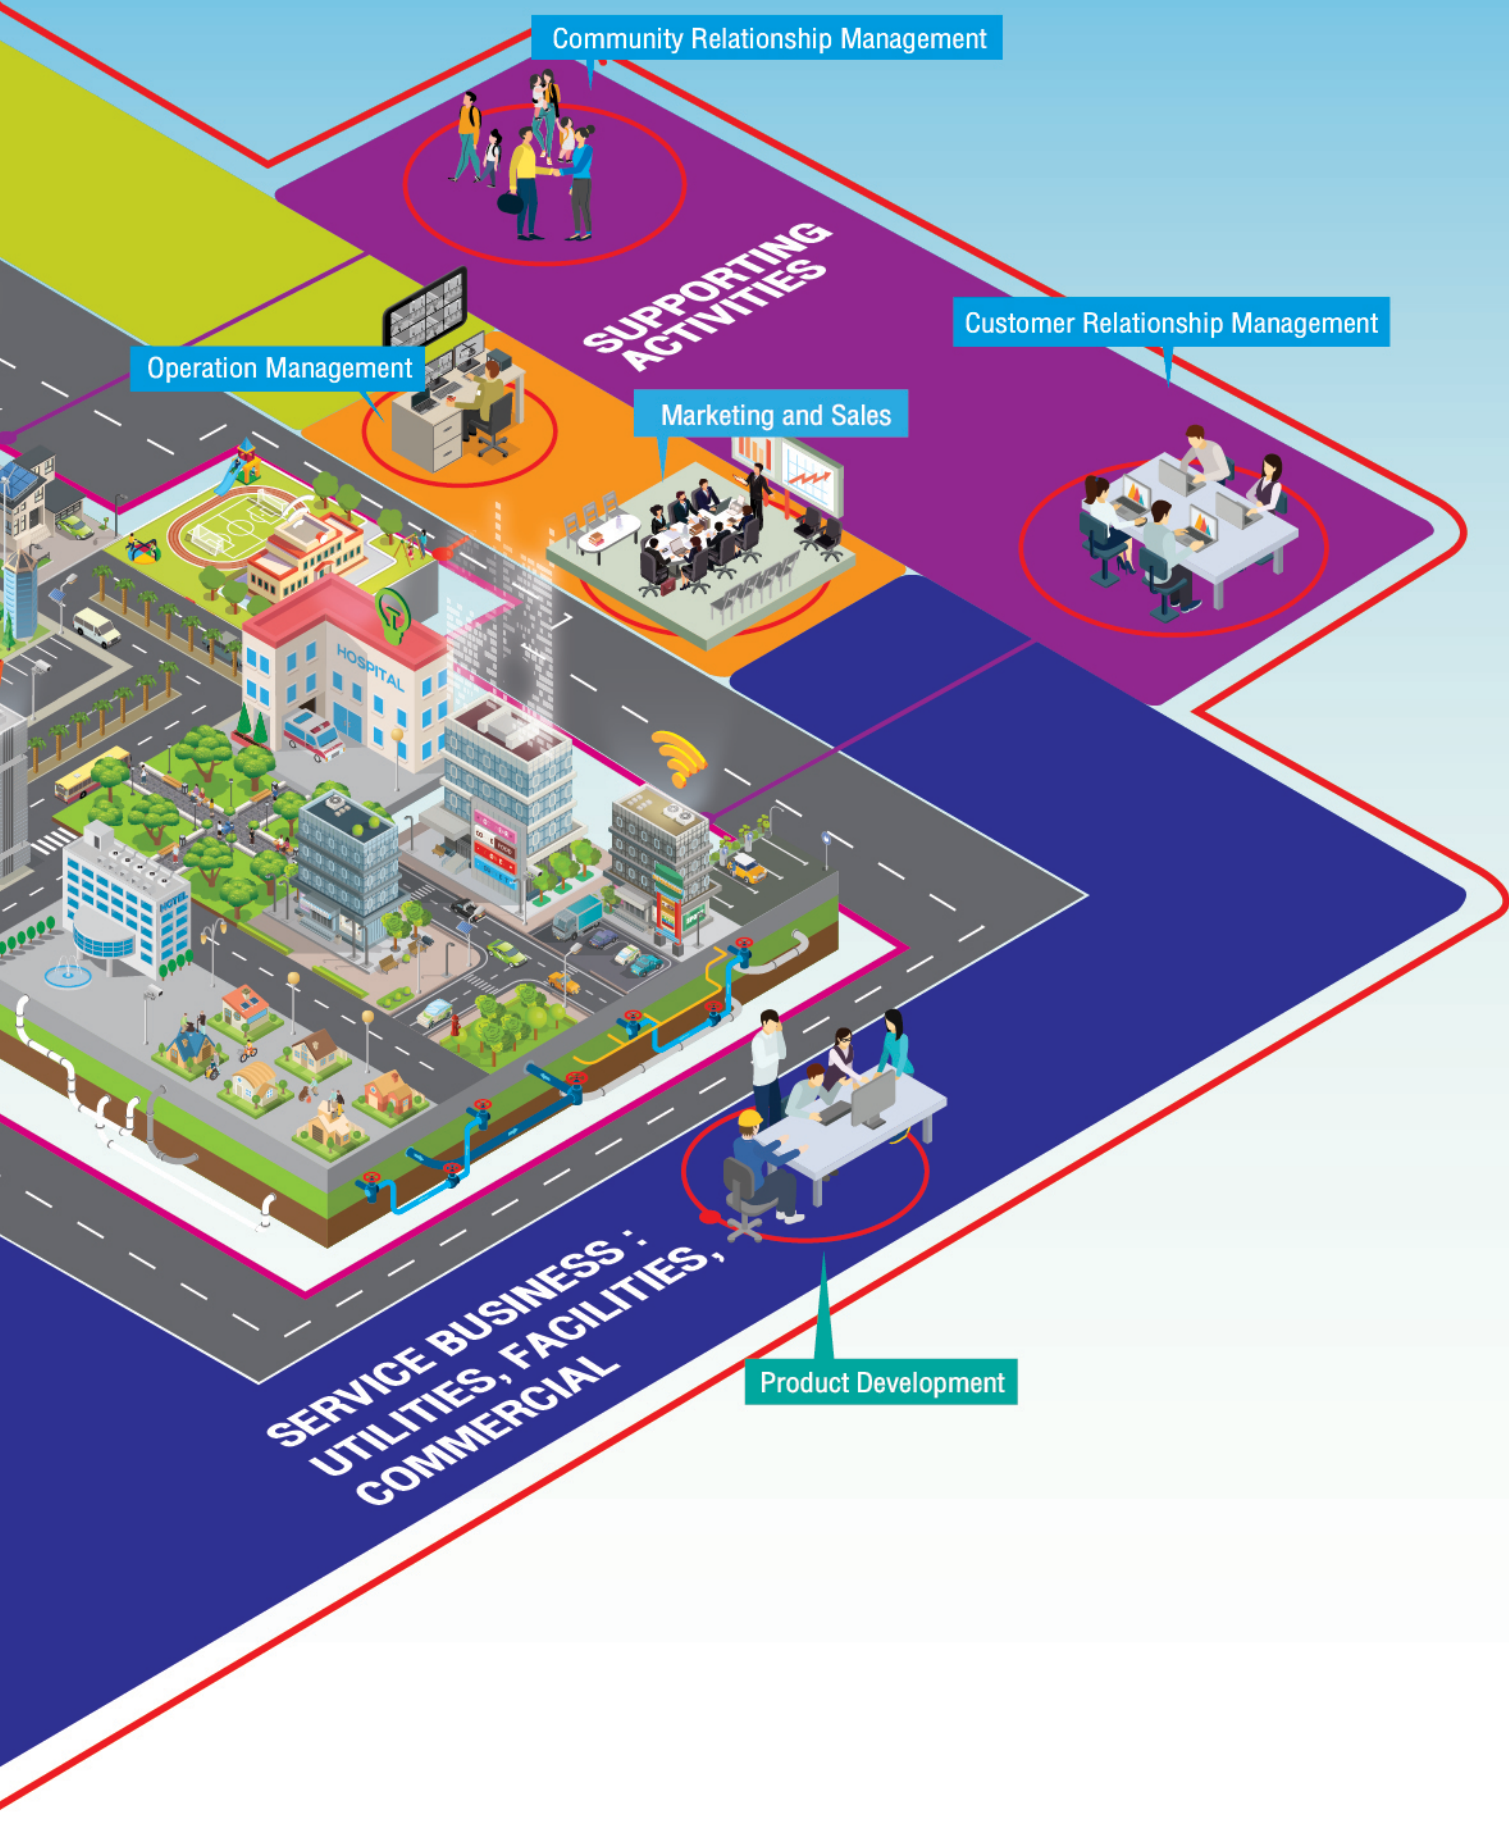 Community Relationship Management
SUPPORTING
ACTIVITIES
Customer Relationship Management
Operation Management
Marketing and Sales
HOSPITAL
HOTEL
SERVICE BUSINESS :
UTILITIES, FACILITIES,
COMMERCIAL
Product Development